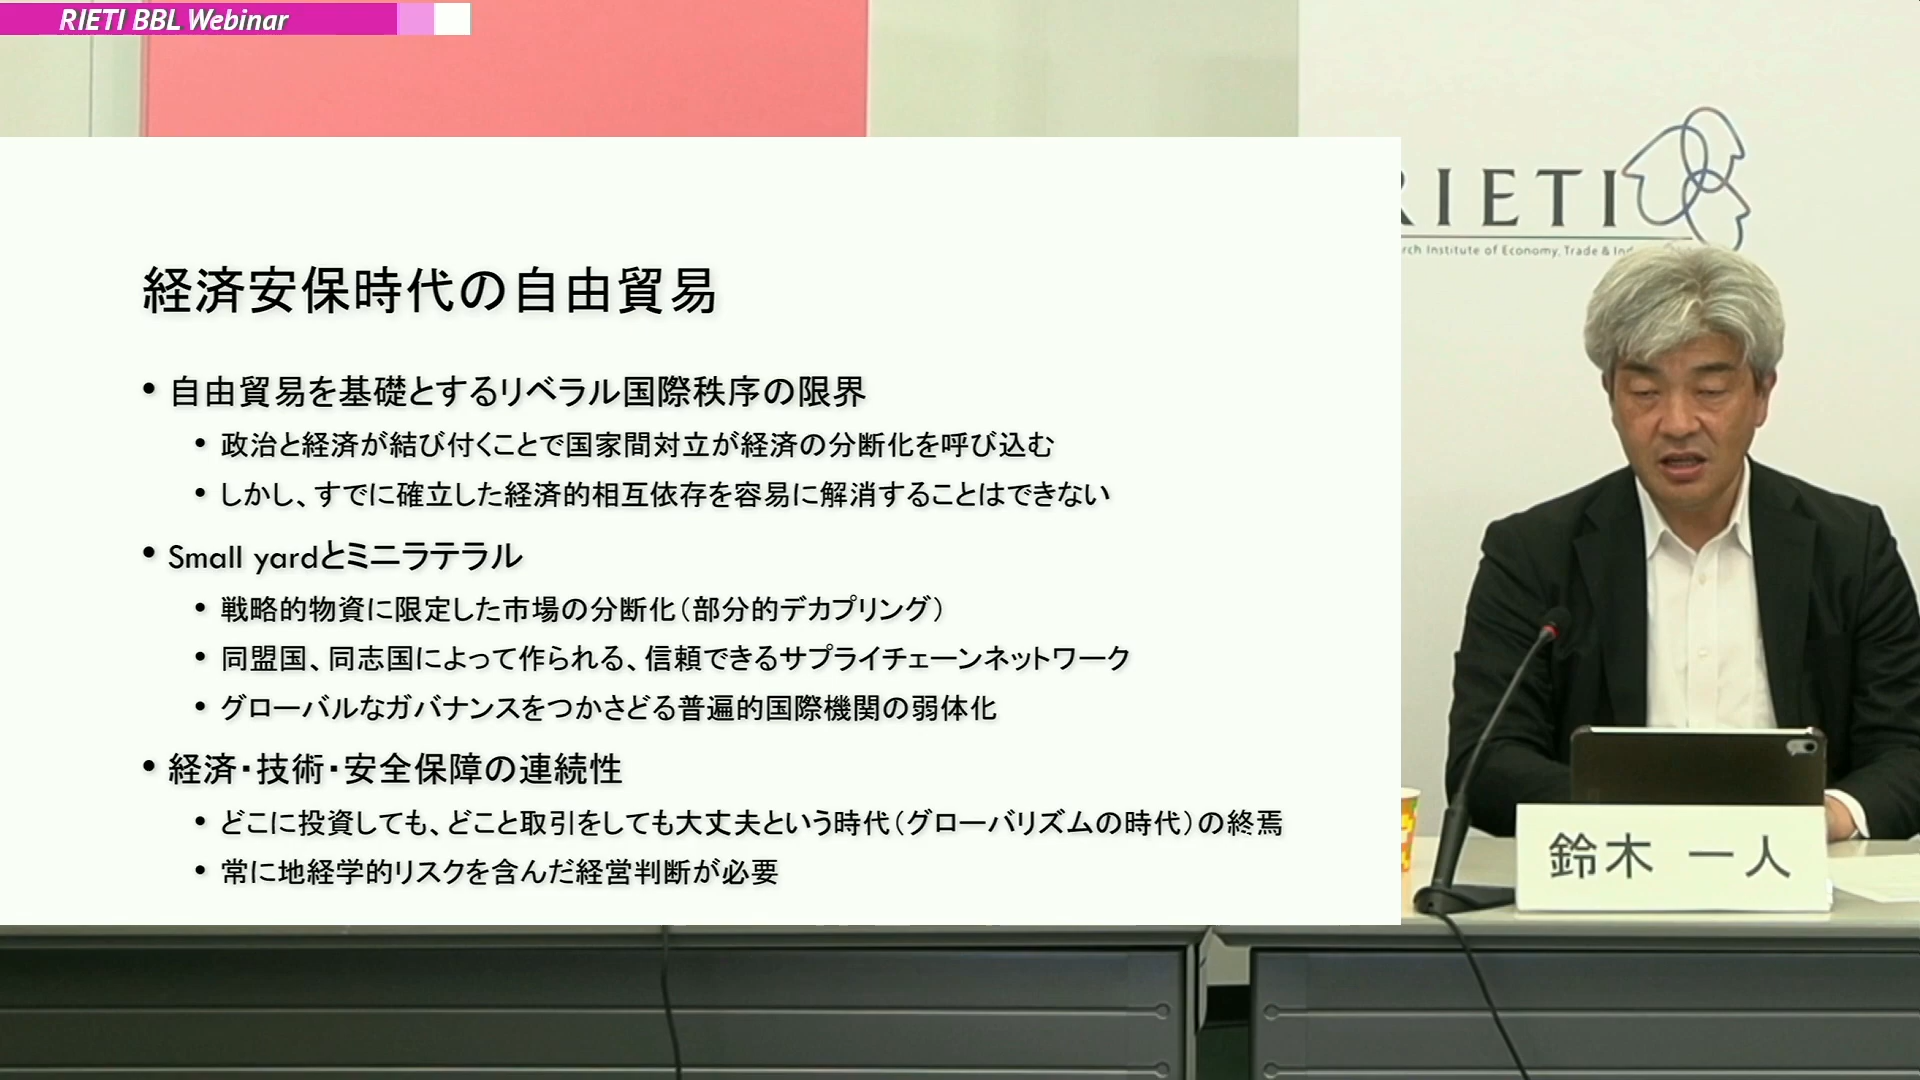 RIETI BBL Webinar
RIETI
rch Institute of Economy, Trade & In
経済安保時代の自由貿易
• 自由貿易を基礎とするリベラル国際秩序の限界
• 政治と経済が結び付くことで国家間対立が経済の分断化を呼び込む
• しかし、すでに確立した経済的相互依存を容易に解消することはできない
• Small yardとミニラテラル
• 戦略的物資に限定した市場の分断化（部分的デカプリング）
• 同盟国、同志国によって作られる、信頼できるサプライチェーンネットワーク
• グローバルなガバナンスをつかさどる普遍的国際機関の弱体化
• 経済・技術・安全保障の連続性
• どこに投資しても、どこと取引をしても大丈夫という時代（グローバリズムの時代）の終焉
• 常に地経学的リスクを含んだ経営判断が必要
鈴木 一人